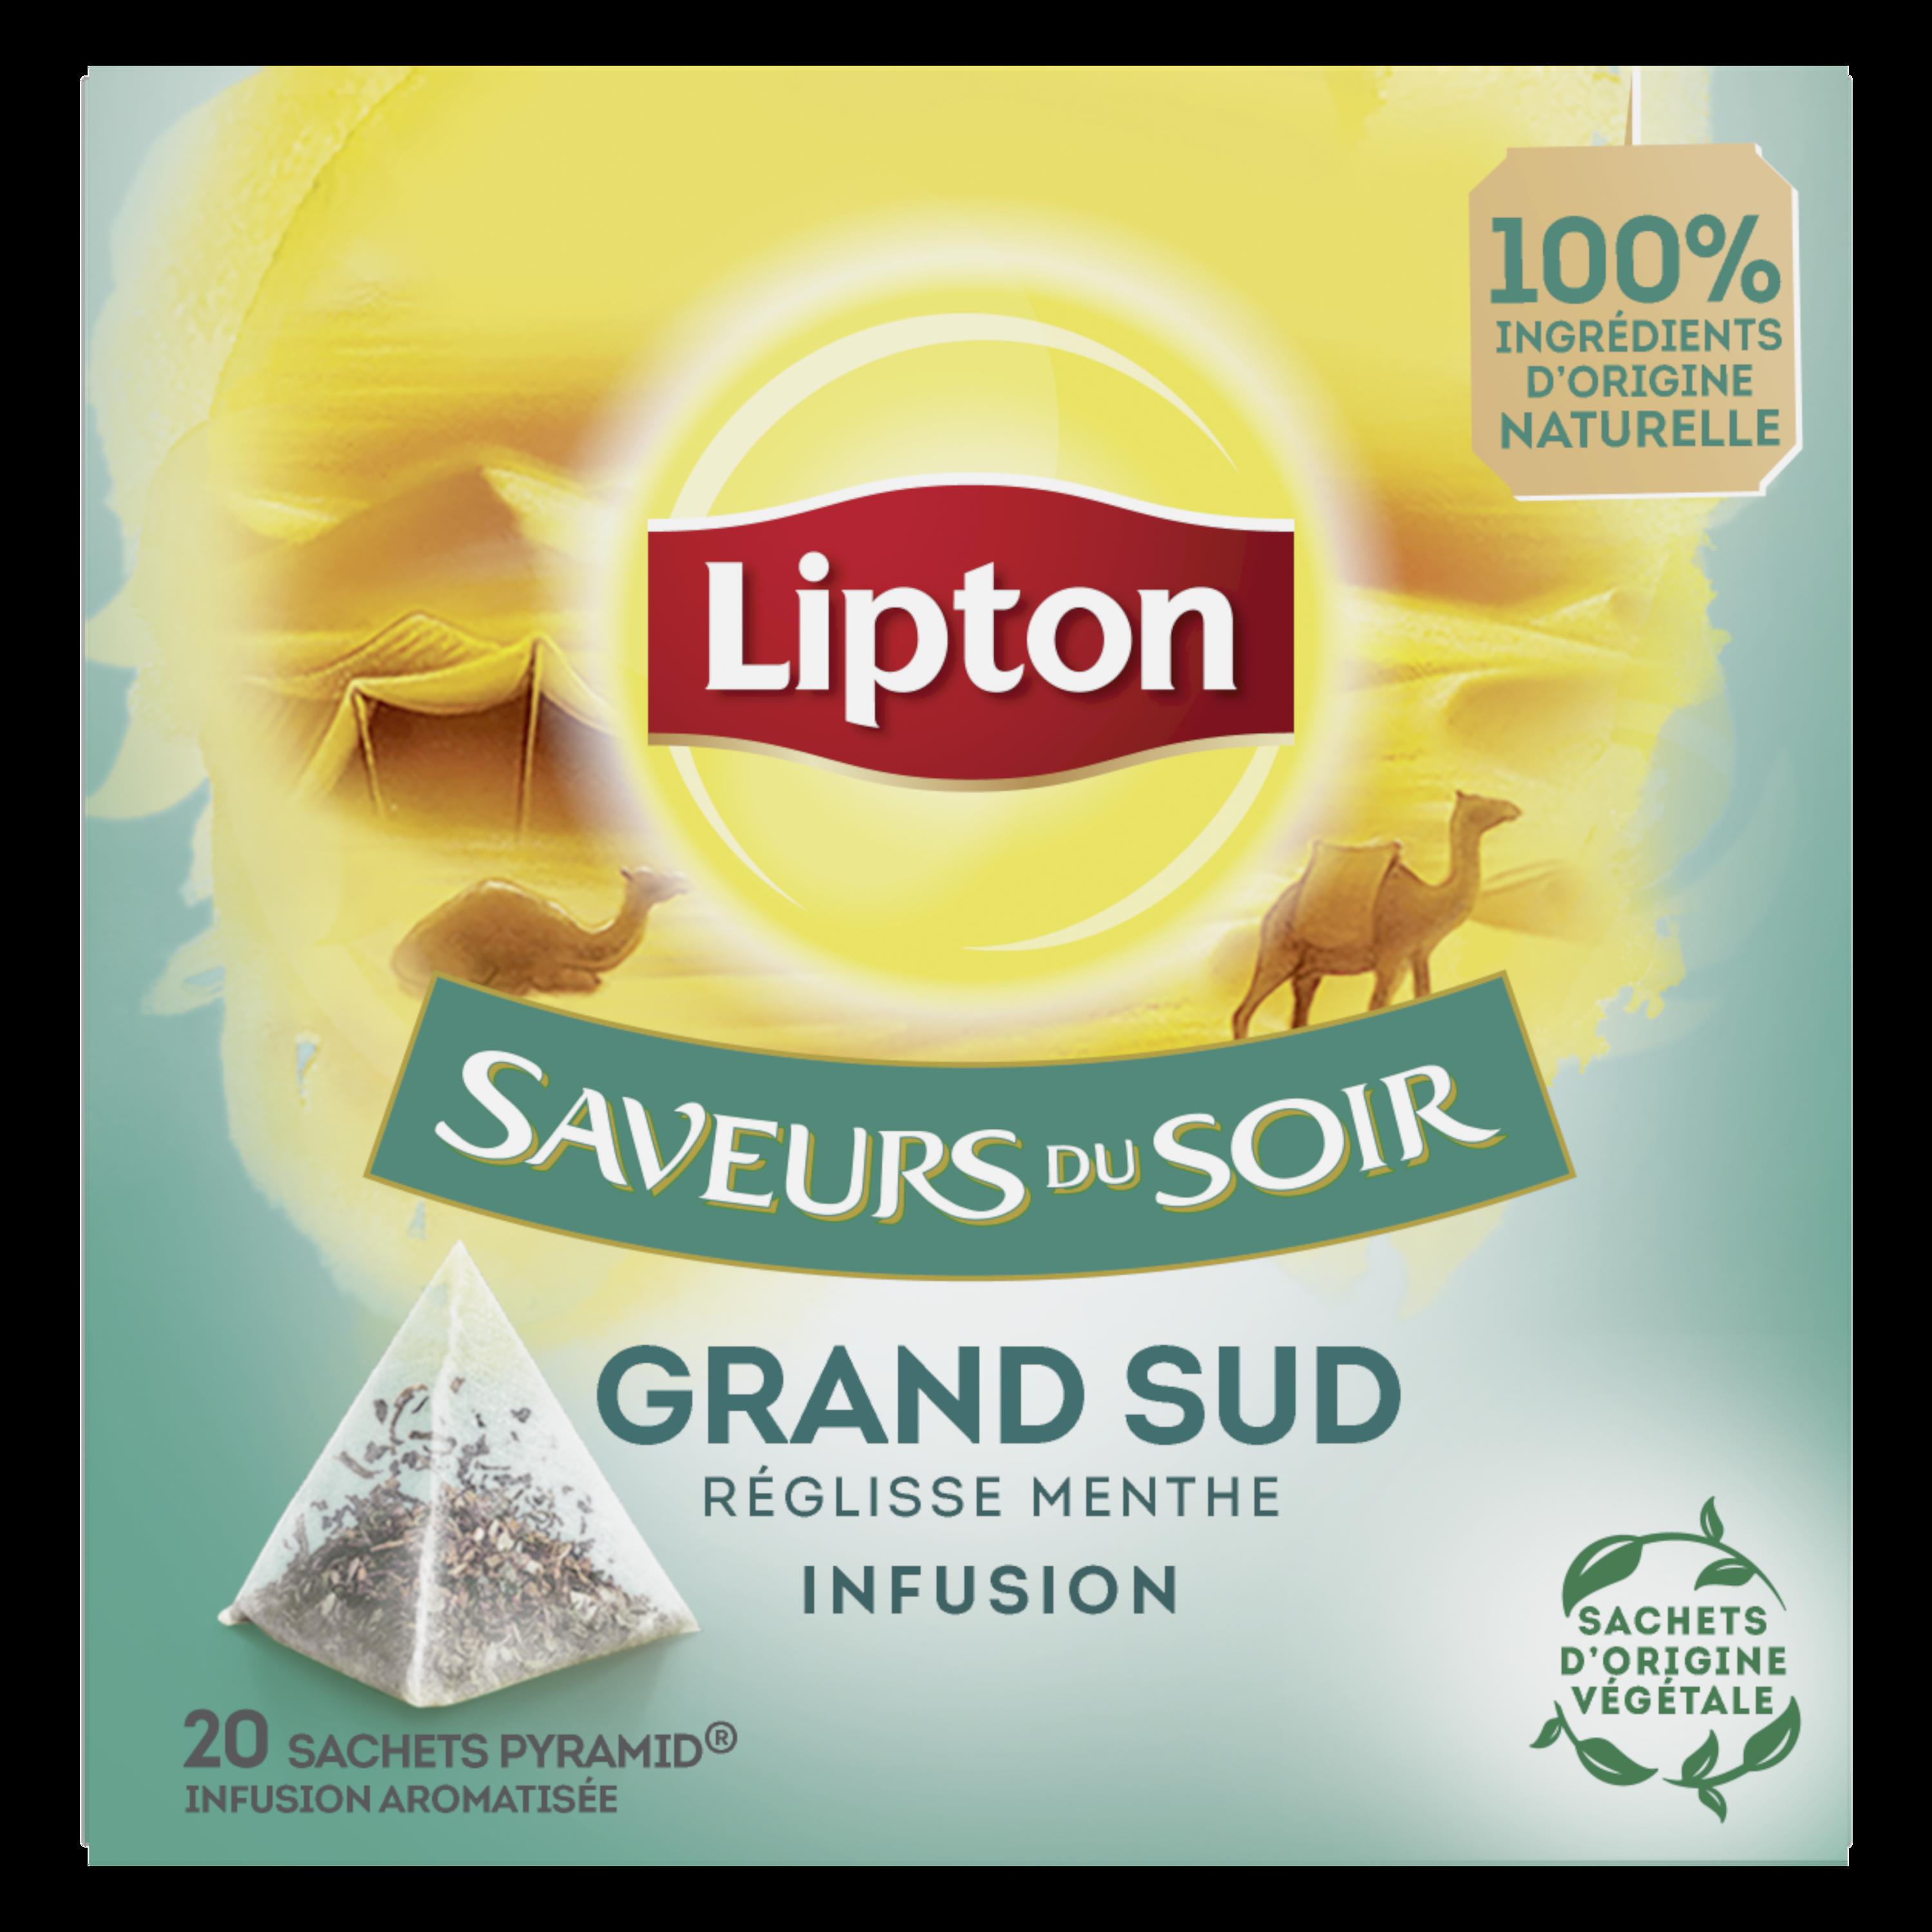 100%
INGRÉDIENTS
D'ORIGINE
NATURELLE
Lipton
SAVEURS DU SOIR
GRAND SUD
RÉGLISSE MENTHE
INFUSION
SACHETS
D'ORIGINE
VÉGÉTALE
20 SACHETS PYRAMID®
INFUSION AROMATISÉE